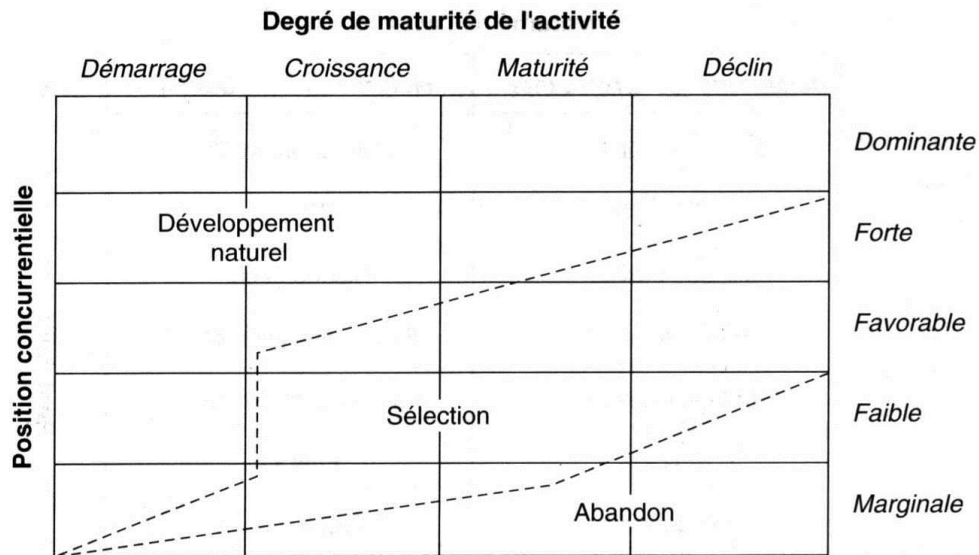 Degré de maturité de l'activité
Démarrage Croissance Maturité Déclin
Position concurrentielle
Dominante
Développement
naturel
Forte
Favorable
Sélection
Faible
Abandon
Marginale